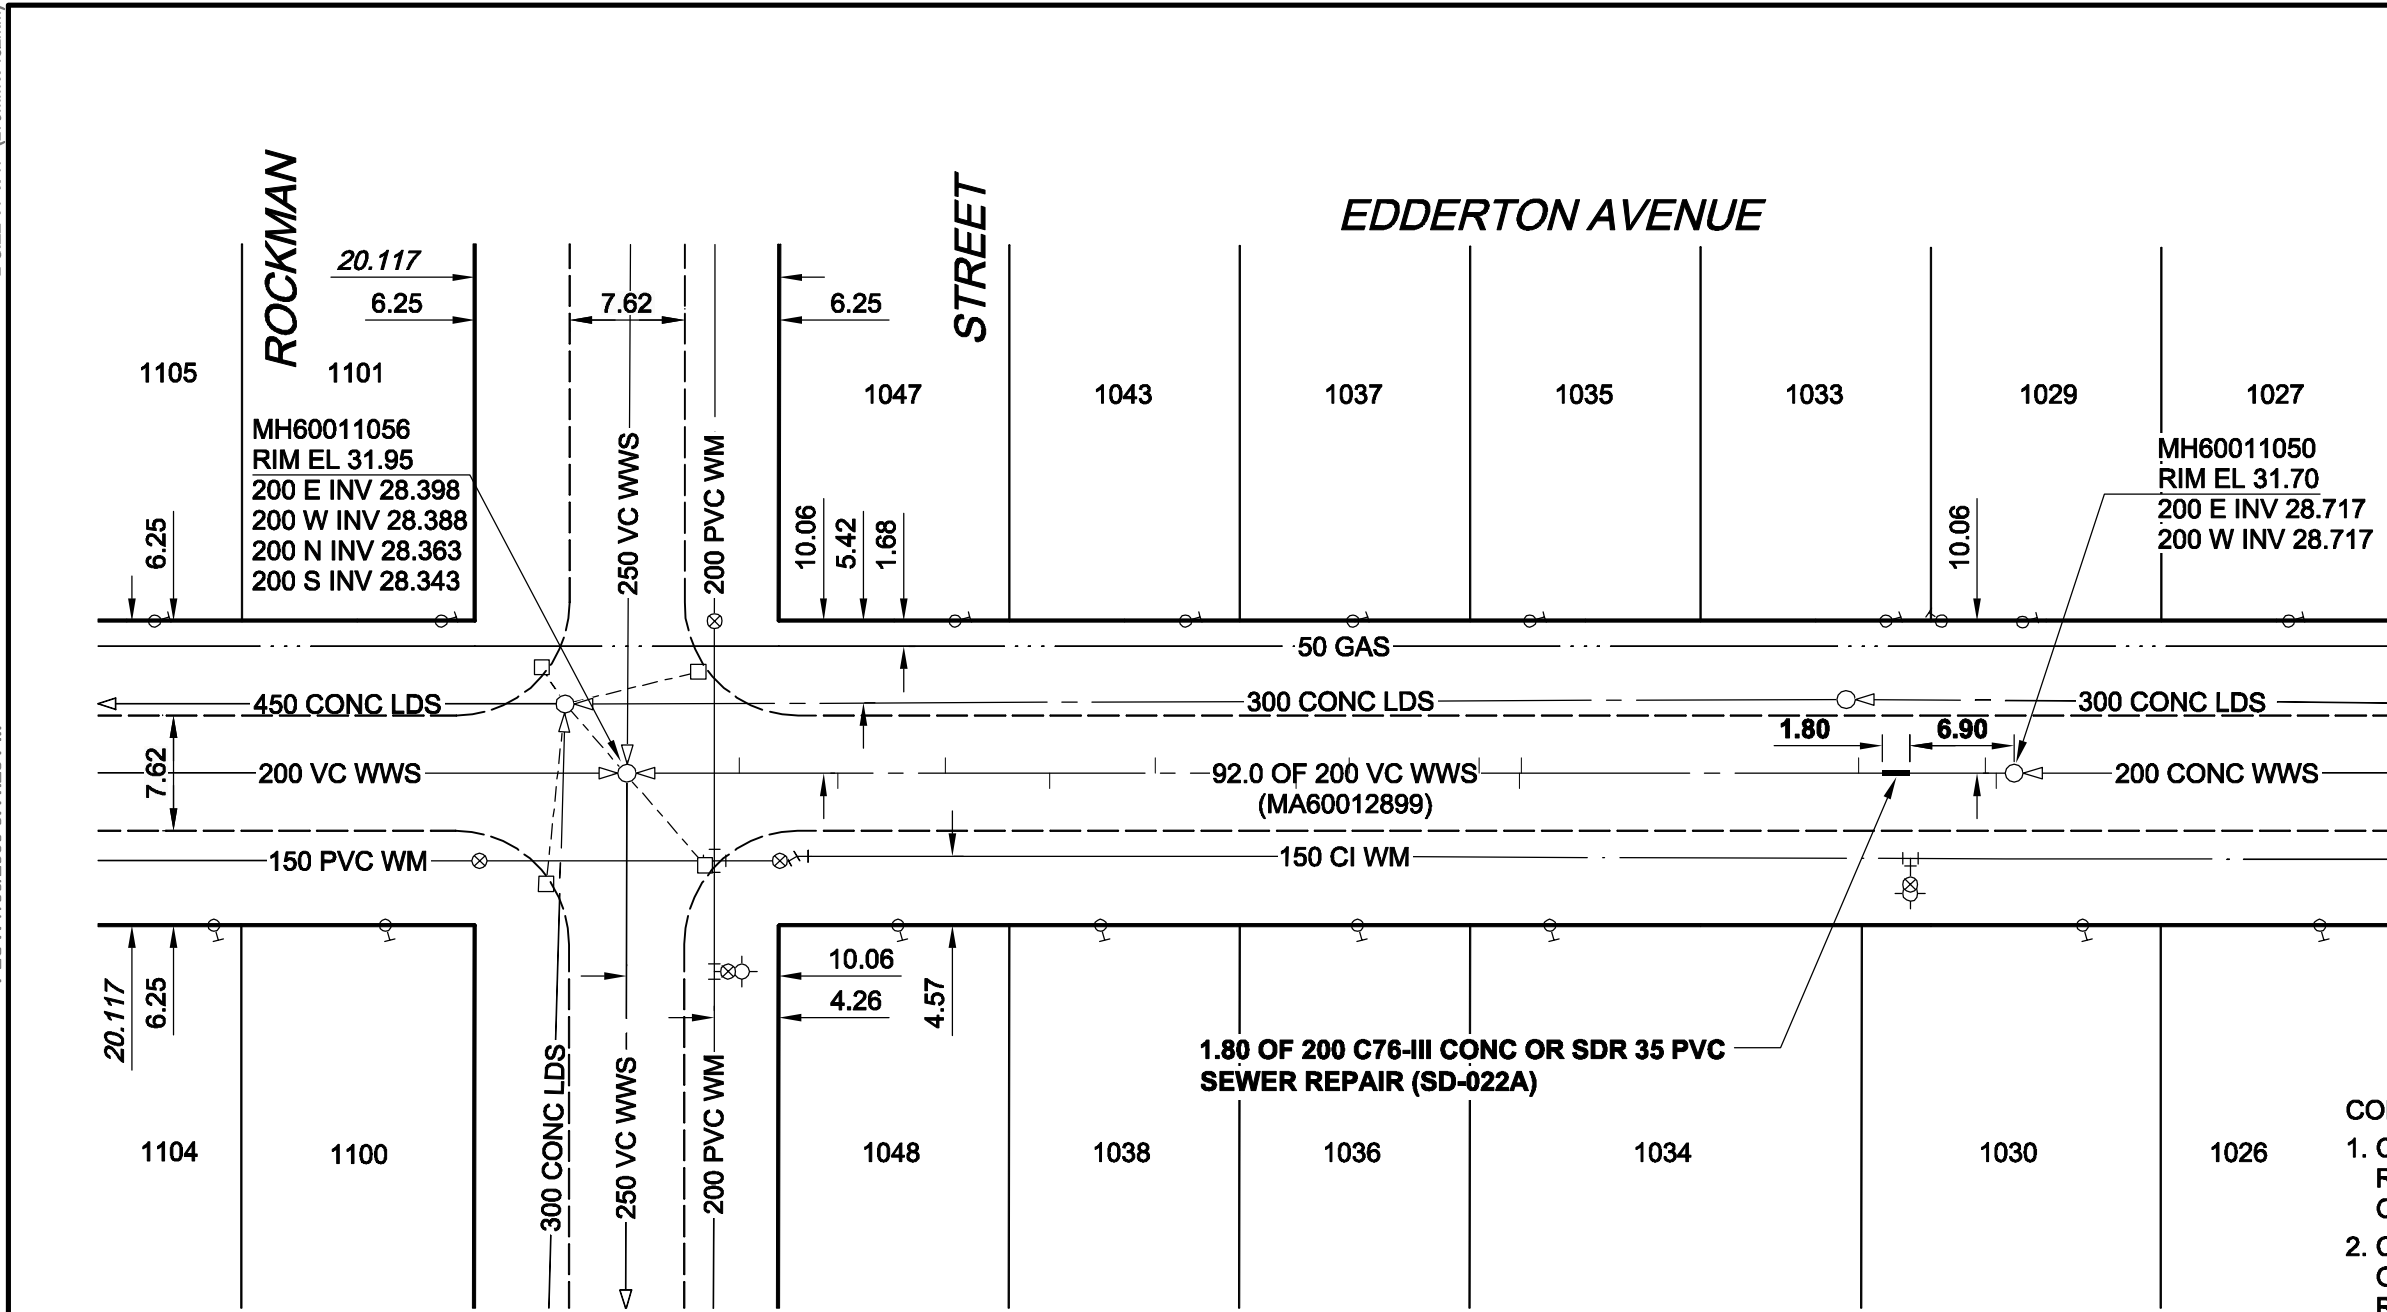 EDDERTON AVENUE
ROCKMAN
STREET
20.117
6.25
7.62
6.25
1105
1101
1047
1043
1037
1035
1033
1029
1027
MH60011056
RIM EL 31.95
200 E INV 28.398
200 W INV 28.388
200 N INV 28.363
200 S INV 28.343
MH60011050
RIM EL 31.70
200 E INV 28.717
200 W INV 28.717
250 VC WWS
200 PVC WM
6.25
10.06
5.42
1.68
10.06
50 GAS
450 CONC LDS
300 CONC LDS
300 CONC LDS
1.80
6.90
7.62
200 VC WWS
92.0 OF 200 VC WWS
(MA60012899)
200 CONC WWS
150 PVC WM
150 CI WM
20.117
6.25
10.06
4.26
4.57
300 CONC LDS
250 VC WWS
200 PVC WM
1.80 OF 200 C76-III CONC OR SDR 35 PVC
SEWER REPAIR (SD-022A)
1104
1100
1048
1038
1036
1034
1030
1026
1.
2.